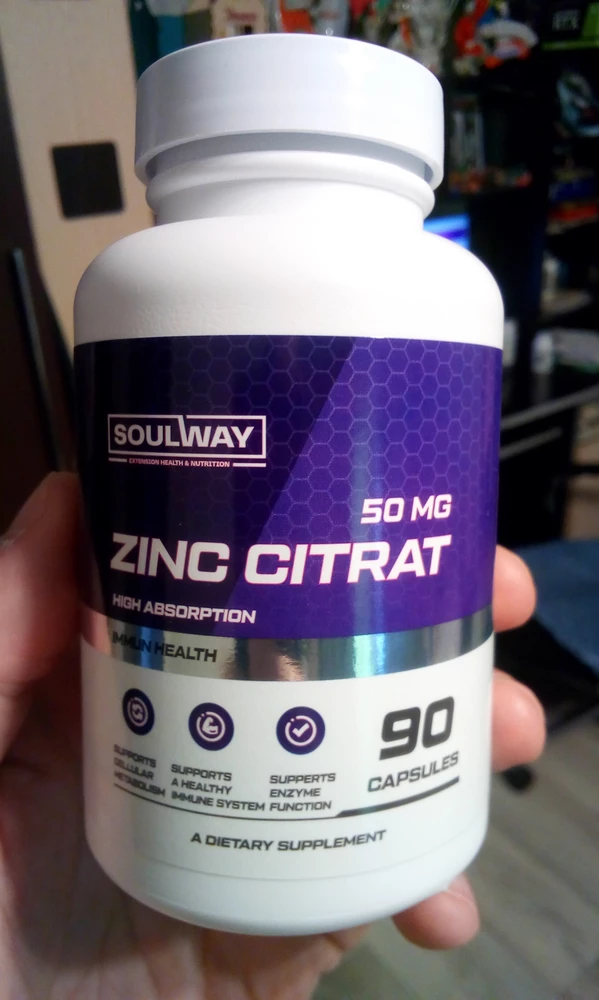 SOULWAY
EXTENSION HEALTH & NUTRITION
50 MG
ZINC CITRAT
HIGH ABSORPTION
IMMUN HEALTH
SUPPORTS
CELLULAR
METABOLISM
SUPPORTS
A HEALTHY
IMMUNE SYSTEM
SUPPERTS
ENZYME
FUNCTION
90
CAPSULES
A DIETARY SUPPLEMENT